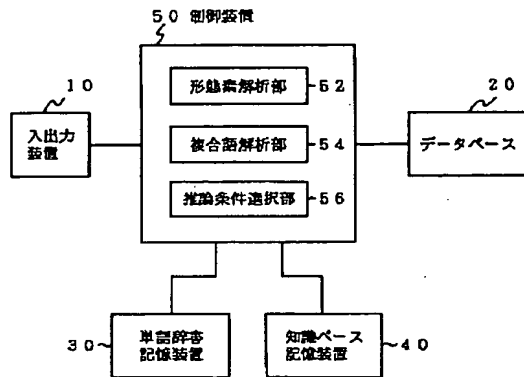 50 制御装置
10
形態素解析部
52
20
入出力
装置
複合語解析部
54
データベース
推論条件選択部
56
30
単語辞書
記憶装置
知識ベース
記憶装置
40